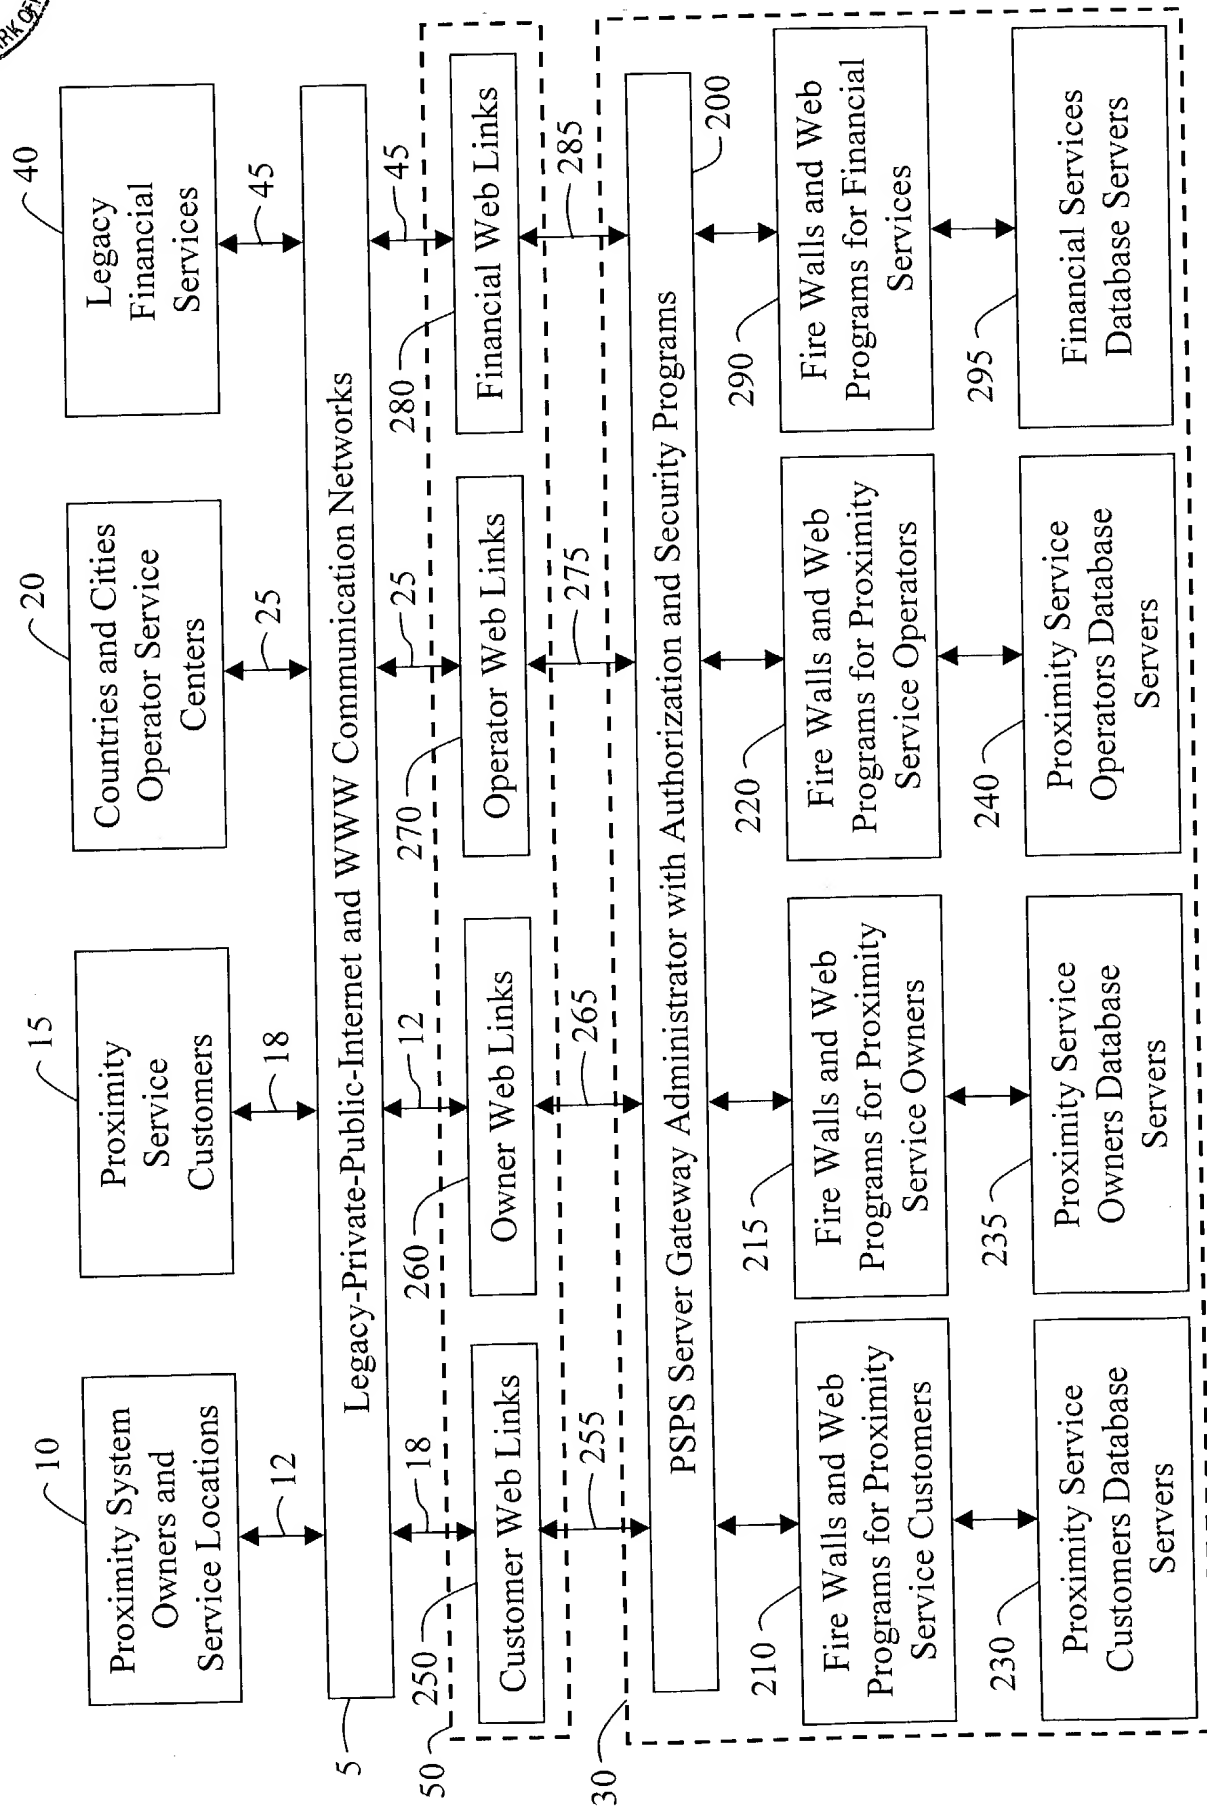 RK OF
10
15
20
40
Proximity System
Owners and
Service Locations
Proximity
Service
Customers
Countries and Cities
Operator Service
Centers
Legacy
Financial
Services
12
18
25
45
5
Legacy-Private-Public-Internet and WWW Communication Networks
18
12
25
45
50
250
260
270
280
Customer Web Links
Owner Web Links
Operator Web Links
Financial Web Links
255
265
275
285
30
PSPS Server Gateway Administrator with Authorization and Security Programs
200
210
215
220
290
Fire Walls and Web
Programs for Proximity
Service Customers
Fire Walls and Web
Programs for Proximity
Service Owners
Fire Walls and Web
Programs for Proximity
Service Operators
Fire Walls and Web
Programs for Financial
Services
230
235
240
295
Proximity Service
Customers Database
Servers
Proximity Service
Owners Database
Servers
Proximity Service
Operators Database
Servers
Financial Services
Database Servers